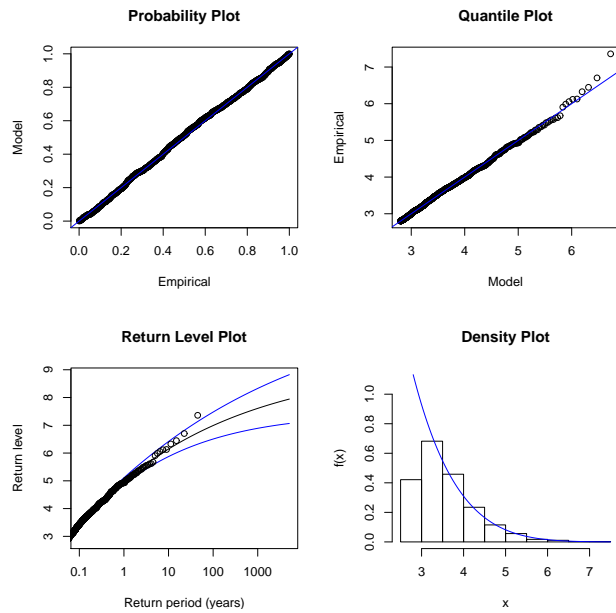 Probability Plot
Model
0.0 0.2 0.4 0.6 0.8 1.0
0.0 0.2 0.4 0.6 0.8 1.0
Empirical
Quantile Plot
Empirical
3 4 5 6 7
3 4 5 6
Model
Return Level Plot
Return level
3 4 5 6 7 8 9
0.1 1 10 100 1000
Return period (years)
Density Plot
f(x)
0.0 0.2 0.4 0.6 0.8 1.0
3 4 5 6 7
x